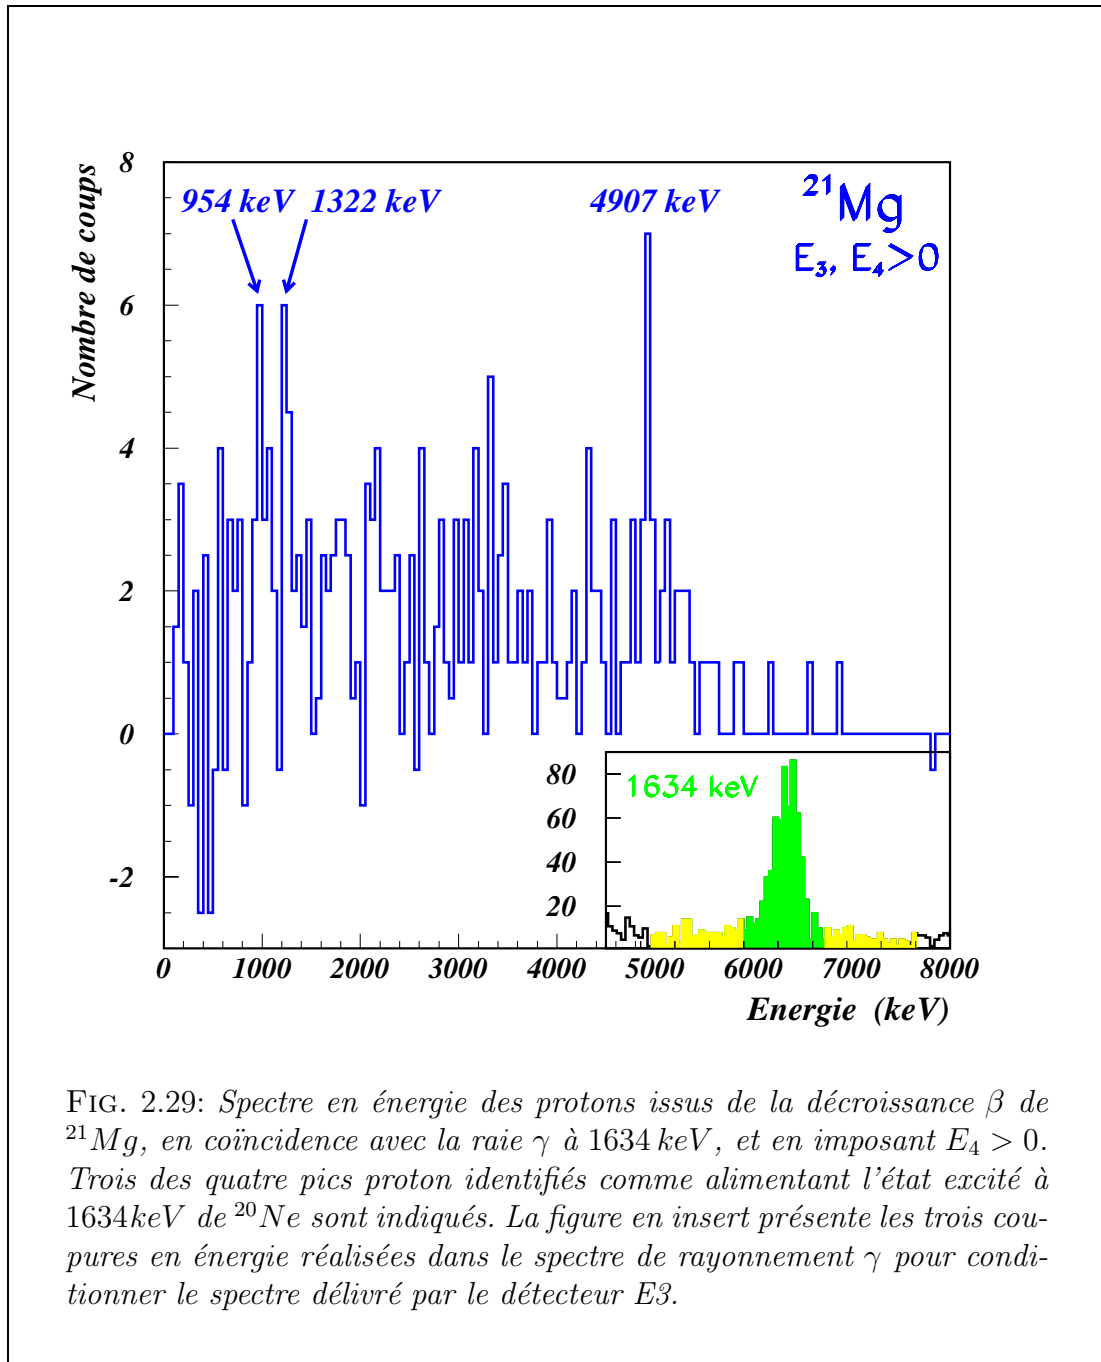 Nombre de coups
8
6
4
2
0
-2
954 keV 1322 keV
4907 keV
²¹Mg
E₃, E₄>0
1634 keV
80
60
40
20
0 1000 2000 3000 4000 5000 6000 7000 8000
Energie (keV)
FIG. 2.29: Spectre en énergie des protons issus de la décroissance β de
²¹Mg, en coïncidence avec la raie γ à 1634 keV, et en imposant E₄ > 0.
Trois des quatre pics proton identifiés comme alimentant l'état excité à
1634keV de ²⁰Ne sont indiqués. La figure en insert présente les trois cou-
pures en énergie réalisées dans le spectre de rayonnement γ pour condi-
tionner le spectre délivré par le détecteur E3.